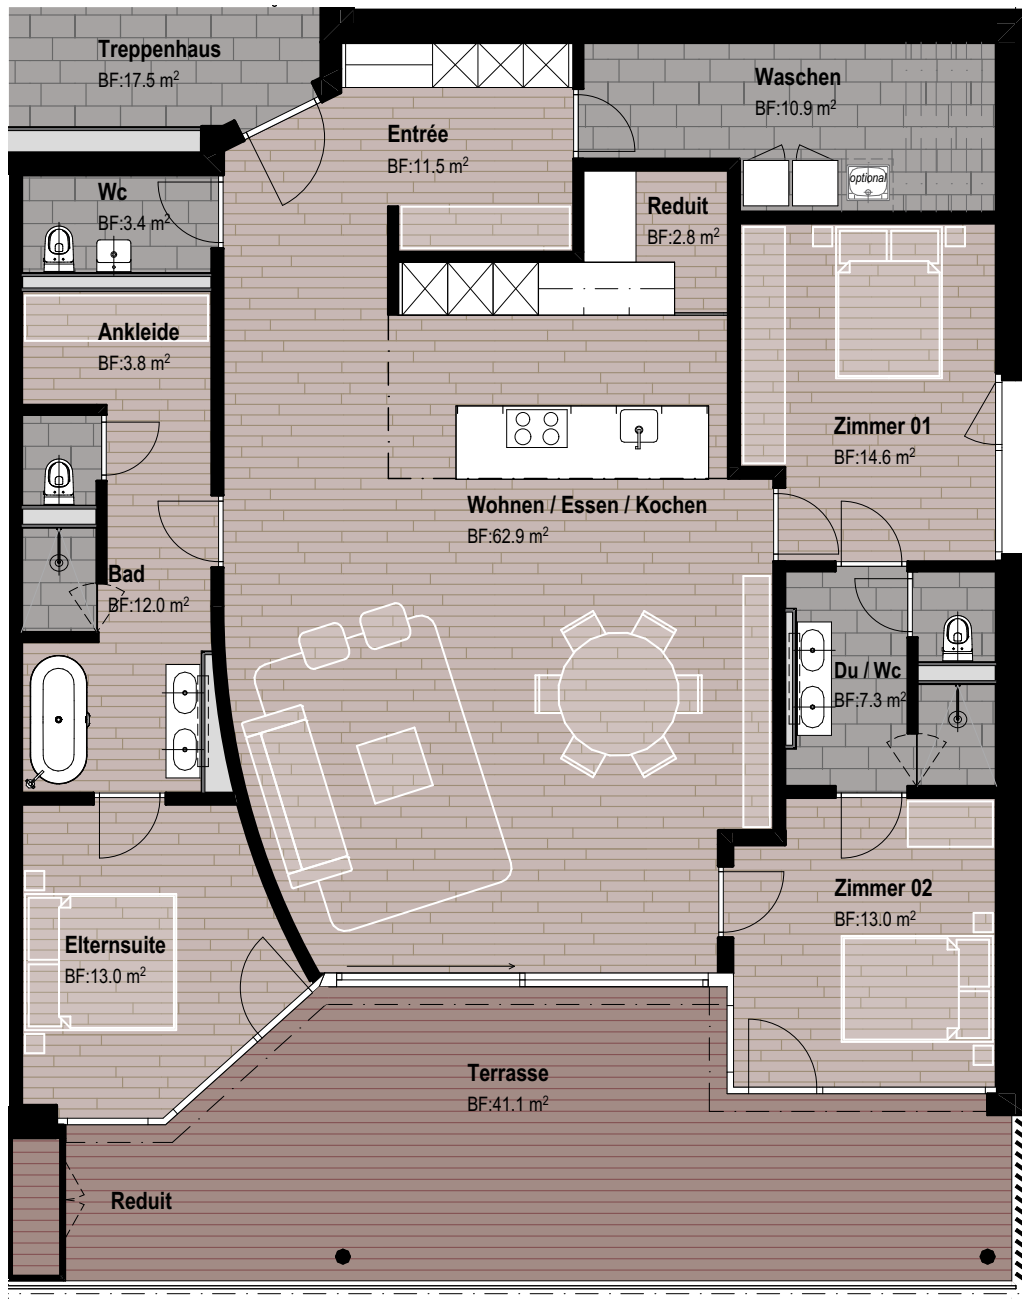 Treppenhaus
BF:17.5 m²
Waschen
BF:10.9 m²
Entrée
BF:11.5 m²
optional
Wc
BF:3.4 m²
Reduit
BF:2.8 m²
Ankleide
BF:3.8 m²
Zimmer 01
BF:14.6 m²
Wohnen / Essen / Kochen
BF:62.9 m²
Bad
BF:12.0 m²
Du / Wc
BF:7.3 m²
Zimmer 02
BF:13.0 m²
Elternsuite
BF:13.0 m²
Terrasse
BF:41.1 m²
Reduit